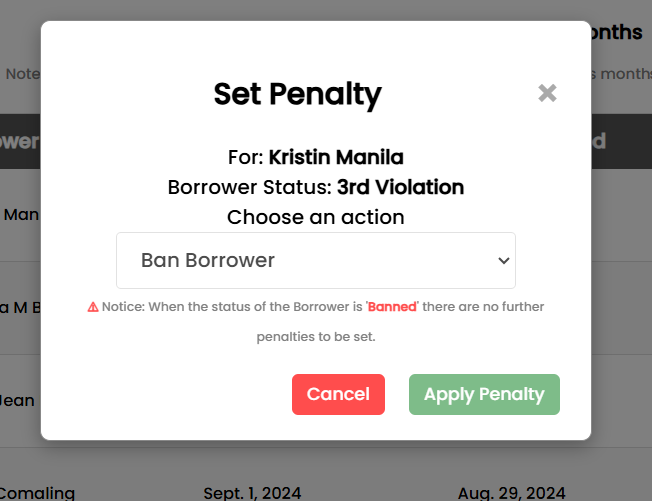 onths
Note
s month
Set Penalty
ower
d
For: Kristin Manila
Borrower Status: 3rd Violation
Choose an action
Man
Ban Borrower
⚠ Notice: When the status of the Borrower is 'Banned' there are no further
penalties to be set.
a M B
Cancel
Apply Penalty
Jean
Comaling
Sept. 1, 2024
Aug. 29, 2024